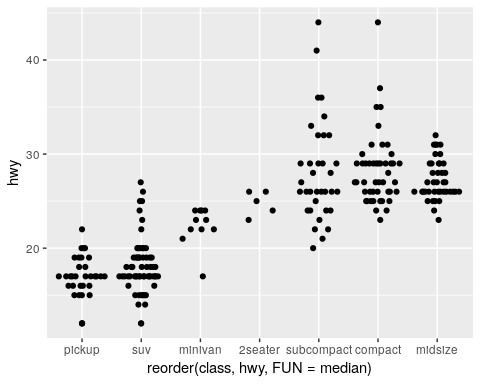 hwy
40
30
20
pickup suv minivan 2seater subcompact compact midsize
reorder(class, hwy, FUN = median)